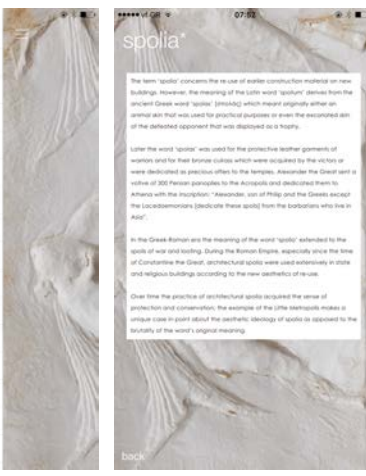 vf GR
07:52
spolia*
The term 'spolia' concerns the re-use of earlier construction material on new
buildings. However, the meaning of the Latin word 'spolium' derives from the
ancient Greek word 'spolas' [σπολάς] which meant originally either an
animal skin that was used for practical purposes or even the excoriated skin
of the defeated opponent that was displayed as a trophy.
Later the word 'spolas' was used for the protective leather garments of
warriors and for their bronze cuirass which were acquired by the victors or
were dedicated as precious offers to the temples. Alexander the Great sent a
votive of 300 Persian panoplies to the Acropolis and dedicated them to
Athena with the inscription: "Alexander, son of Philip and the Greeks except
the Lacedaemonians [dedicate these spoils] from the barbarians who live in
Asia".
In the Greek-Roman era the meaning of the word 'spolia' extended to the
spoils of war and looting. During the Roman Empire, especially since the time
of Constantine the Great, architectural spolia were used extensively in state
and religious buildings according to the new aesthetics of re-use.
Over time the practice of architectural spolia acquired the sense of
protection and conservation; the example of the Little Metropolis makes a
unique case in point about the aesthetic ideology of spolia as opposed to the
brutality of the word's original meaning.
back